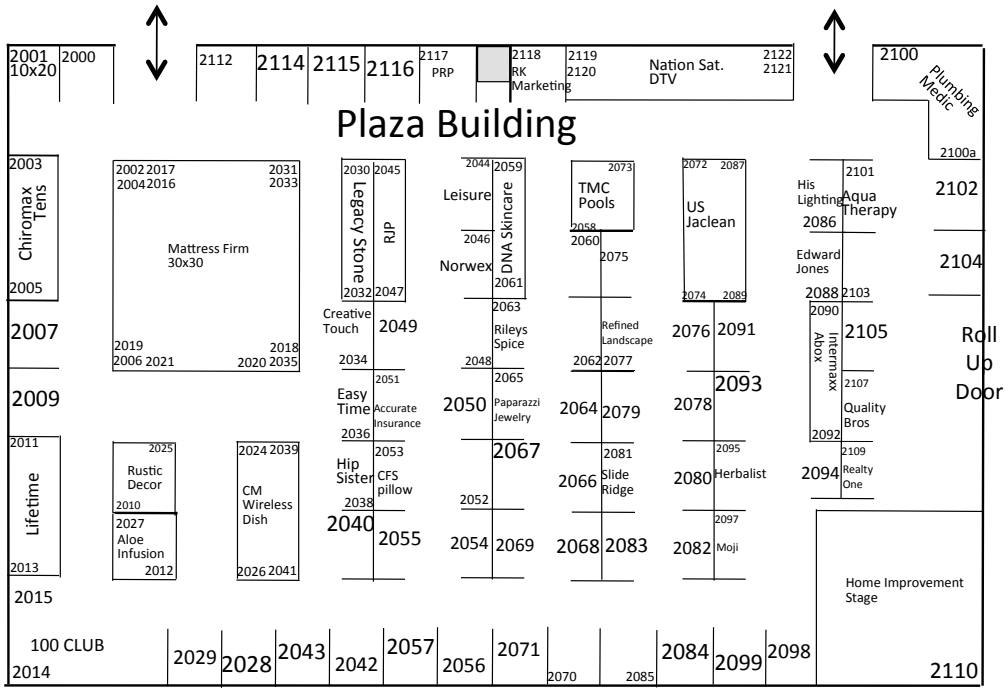 2001
10x20
2000
2112
2114
2115
2116
2117
PRP
2118
RK
Marketing
2119
2120
Nation Sat.
DTV
2122
2121
2100
Plumbing
Medic
2100a
Plaza Building
2003
Chiromax
Tens
2005
2007
2009
2011
Lifetime
2013
2015
100 CLUB
2014
2002 2017
2004 2016
2031
2033
Mattress Firm
30x30
2019
2006 2021
2018
2020 2035
2025
Rustic
Decor
2010
2027
Aloe
Infusion
2012
2024 2039
CM
Wireless
Dish
2026 2041
2030
Legacy Stone
2032
2045
RJP
2047
Creative
Touch
2034
2049
Easy
Time
2036
2051
Accurate
Insurance
Hip
Sister
2038
2053
CFS
pillow
2040
2055
2044
Leisure
2046
Norwex
2059
DNA Skincare
2061
2063
Rileys
Spice
2048
2050
2065
Paparazzi
Jewelry
2067
2052
2054
2069
2073
TMC
Pools
2058
2060
2075
Refined
Landscape
2062
2077
2064
2079
2066
2081
Slide
Ridge
2068
2083
2072
2087
US
Jaclean
2074
2089
2076
2091
2078
2093
2080
2095
Herbalist
2082
2097
Moji
His
Lighting
2086
2101
Aqua
Therapy
Edward
Jones
2088
2103
2090
Intermaxx
Abox
2092
2105
2107
Quality
Bros
2094
2109
Realty
One
2102
2104
Roll
Up
Door
Home Improvement
Stage
2110
2029
2028
2043
2042
2057
2056
2071
2070
2085
2084
2099
2098